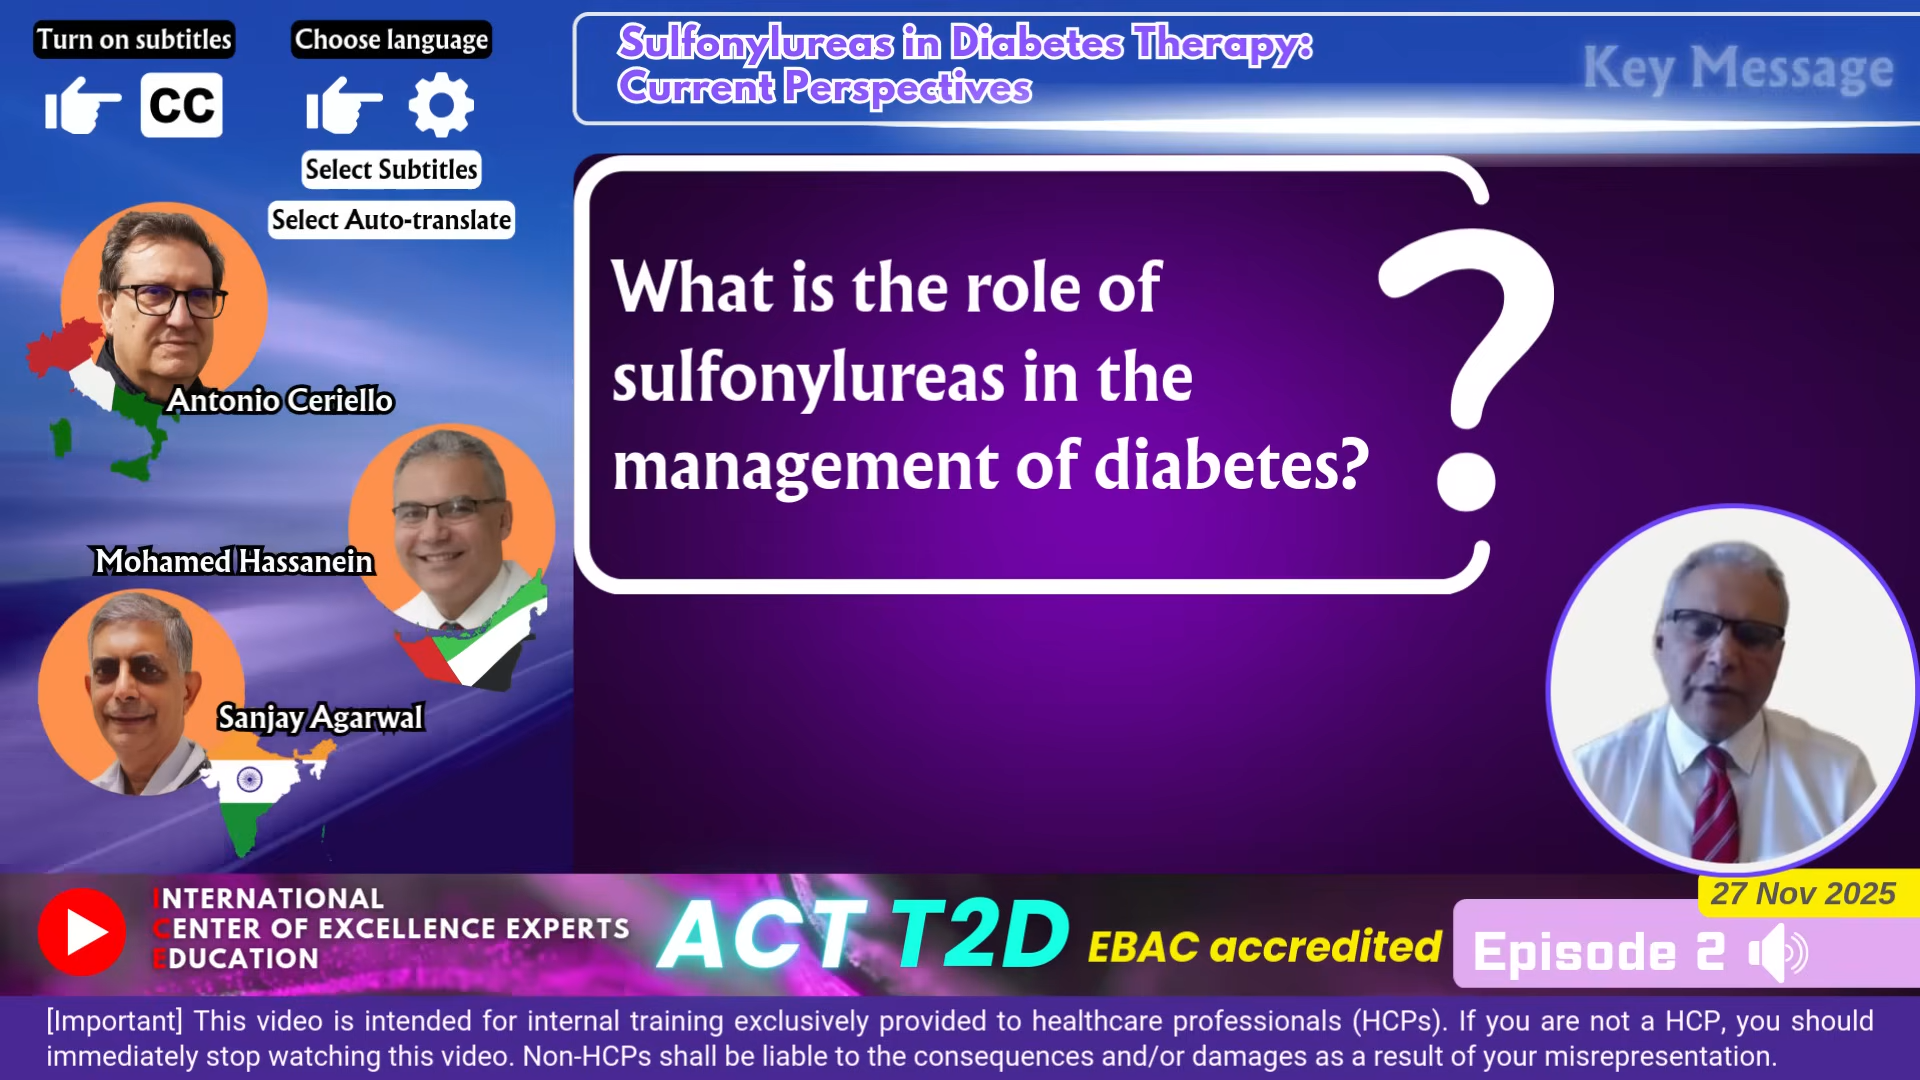 Turn on subtitles
CC
Choose language
Select Subtitles
Select Auto-translate
Antonio Ceriello
Mohamed Hassanein
Sanjay Agarwal
Sulfonylureas in Diabetes Therapy:
Current Perspectives
Key Message
What is the role of
sulfonylureas in the
management of diabetes?
?
INTERNATIONAL
CENTER OF EXCELLENCE EXPERTS
EDUCATION
ACT T2D
EBAC accredited
27 Nov 2025
Episode 2
[Important] This video is intended for internal training exclusively provided to healthcare professionals (HCPs). If you are not a HCP, you should
immediately stop watching this video. Non-HCPs shall be liable to the consequences and/or damages as a result of your misrepresentation.